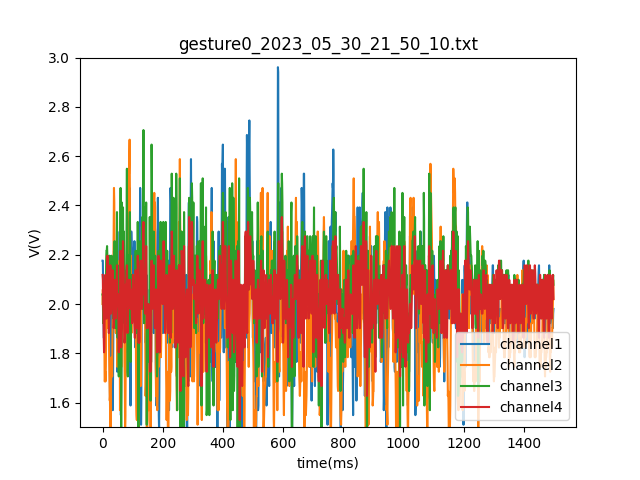 gesture0_2023_05_30_21_50_10.txt
V(V)
3.0
2.8
2.6
2.4
2.2
2.0
1.8
1.6
channel1
channel2
channel3
channel4
0 200 400 600 800 1000 1200 1400
time(ms)